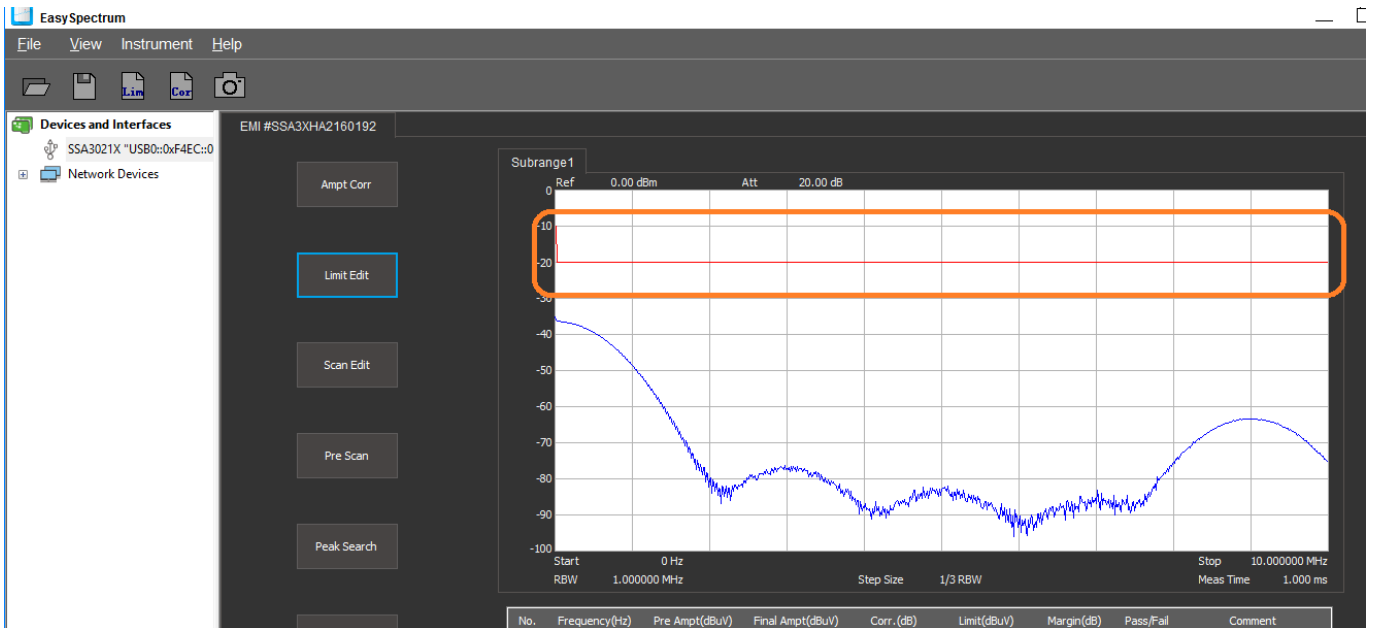 EasySpectrum
File View Instrument Help
Lim Cor
Devices and Interfaces
SSA3021X "USB0::0xF4EC::0
Network Devices
EMI #SSA3XHA2160192
Ampt Corr
Limit Edit
Scan Edit
Pre Scan
Peak Search
Subrange1
Ref 0.00 dBm Att 20.00 dB
0
-10
-20
-30
-40
-50
-60
-70
-80
-90
-100
Start 0 Hz Stop 10.000000 MHz
RBW 1.000000 MHz Step Size 1/3 RBW Meas Time 1.000 ms
No. Frequency(Hz) Pre Ampt(dBuV) Final Ampt(dBuV) Corr.(dB) Limit(dBuV) Margin(dB) Pass/Fail Comment